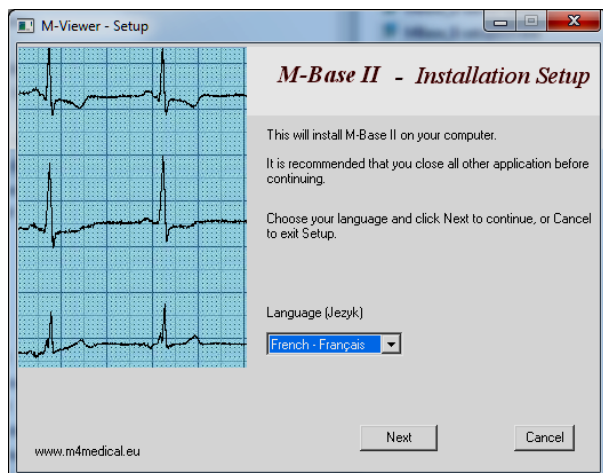 M-Viewer - Setup
M-Base II - Installation Setup
This will install M-Base II on your computer.
It is recommended that you close all other application before
continuing.
Choose your language and click Next to continue, or Cancel
to exit Setup.
Language (Jezyk)
French - Français
Next
Cancel
www.m4medical.eu